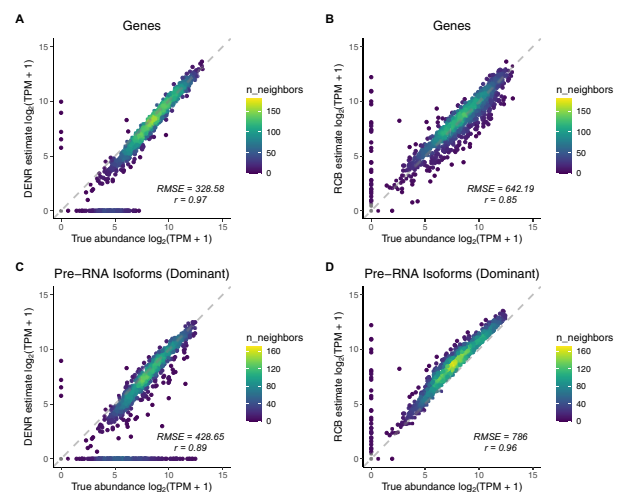 A
Genes
15
10
5
0
0
5
10
15
DENR estimate log2(TPM + 1)
True abundance log2(TPM + 1)
RMSE = 328.58
r = 0.97
n_neighbors
150
100
50
0
B
Genes
15
10
5
0
0
5
10
15
RCB estimate log2(TPM + 1)
True abundance log2(TPM + 1)
RMSE = 642.19
r = 0.85
n_neighbors
150
100
50
0
C
Pre−RNA Isoforms (Dominant)
15
10
5
0
0
5
10
15
DENR estimate log2(TPM + 1)
True abundance log2(TPM + 1)
RMSE = 428.65
r = 0.89
n_neighbors
160
120
80
40
0
D
Pre−RNA Isoforms (Dominant)
15
10
5
0
0
5
10
15
RCB estimate log2(TPM + 1)
True abundance log2(TPM + 1)
RMSE = 786
r = 0.96
n_neighbors
160
120
80
40
0